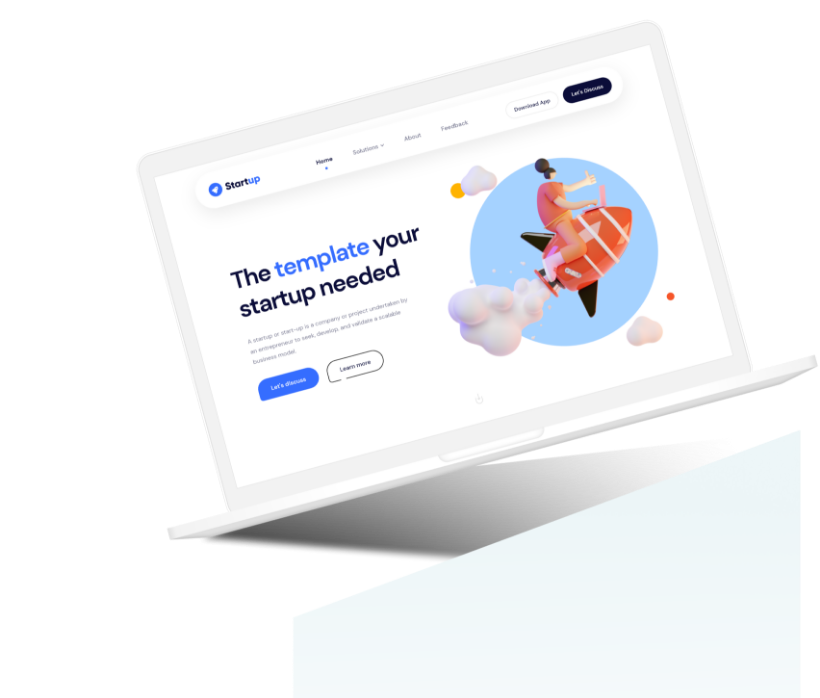 Startup
Home
Solutions
About
Feedback
Download App
Let's Discuss
The template your
startup needed
A startup or start-up is a company or project undertaken by
an entrepreneur to seek, develop, and validate a scalable
business model.
Let's discuss
Learn more